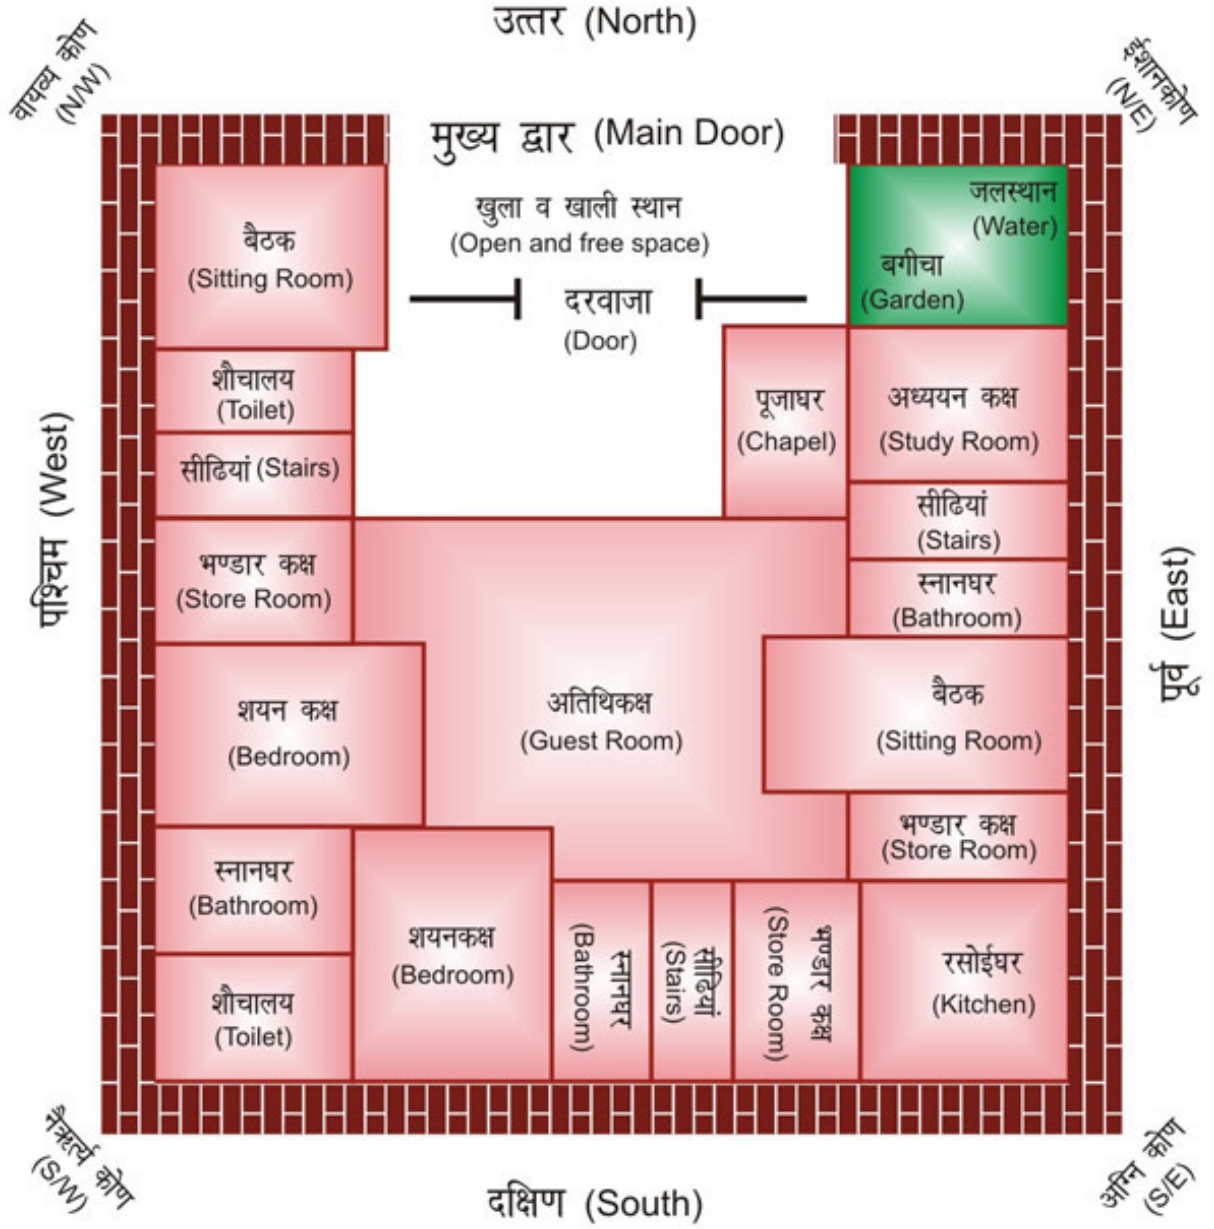 उत्तर (North)
वायव्य कोण
(N/W)
ईशानकोण
(N/E)
मुख्य द्वार (Main Door)
खुला व खाली स्थान
(Open and free space)
दरवाजा
(Door)
बैठक
(Sitting Room)
जलस्थान
(Water)
बगीचा
(Garden)
शौचालय
(Toilet)
सीढियां (Stairs)
पूजाघर
(Chapel)
अध्ययन कक्ष
(Study Room)
सीढियां
(Stairs)
पश्चिम (West)
भण्डार कक्ष
(Store Room)
स्नानघर
(Bathroom)
पूर्व (East)
शयन कक्ष
(Bedroom)
अतिथिकक्ष
(Guest Room)
बैठक
(Sitting Room)
भण्डार कक्ष
(Store Room)
स्नानघर
(Bathroom)
शयनकक्ष
(Bedroom)
स्नानघर
(Bathroom)
सीढियां
(Stairs)
भण्डार कक्ष
(Store Room)
रसोईघर
(Kitchen)
शौचालय
(Toilet)
नैऋर्त्य कोण
(S/W)
अग्नि कोण
(S/E)
दक्षिण (South)